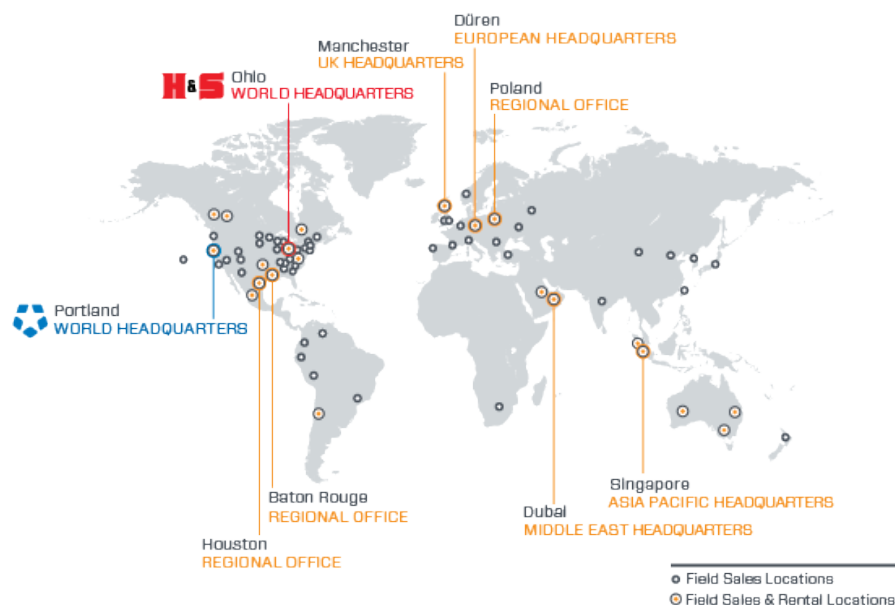 Düren
EUROPEAN HEADQUARTERS
Manchester
UK HEADQUARTERS
H&S
Ohio
WORLD HEADQUARTERS
Poland
REGIONAL OFFICE
Portland
WORLD HEADQUARTERS
Baton Rouge
REGIONAL OFFICE
Houston
REGIONAL OFFICE
Singapore
ASIA PACIFIC HEADQUARTERS
Dubai
MIDDLE EAST HEADQUARTERS
Field Sales Locations
Field Sales & Rental Locations